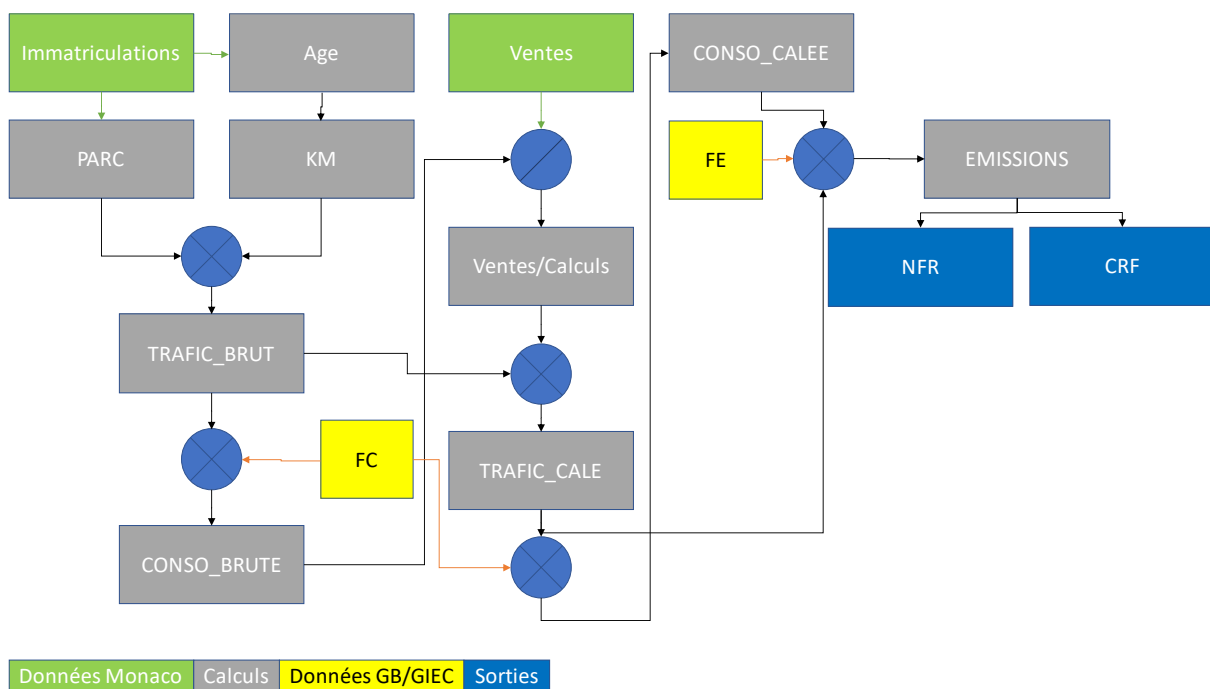 Immatriculations
Age
Ventes
CONSO_CALEE
PARC
KM
FE
EMISSIONS
Ventes/Calculs
NFR
CRF
TRAFIC_BRUT
FC
TRAFIC_CALE
CONSO_BRUTE
Données Monaco Calculs Données GB/GIEC Sorties